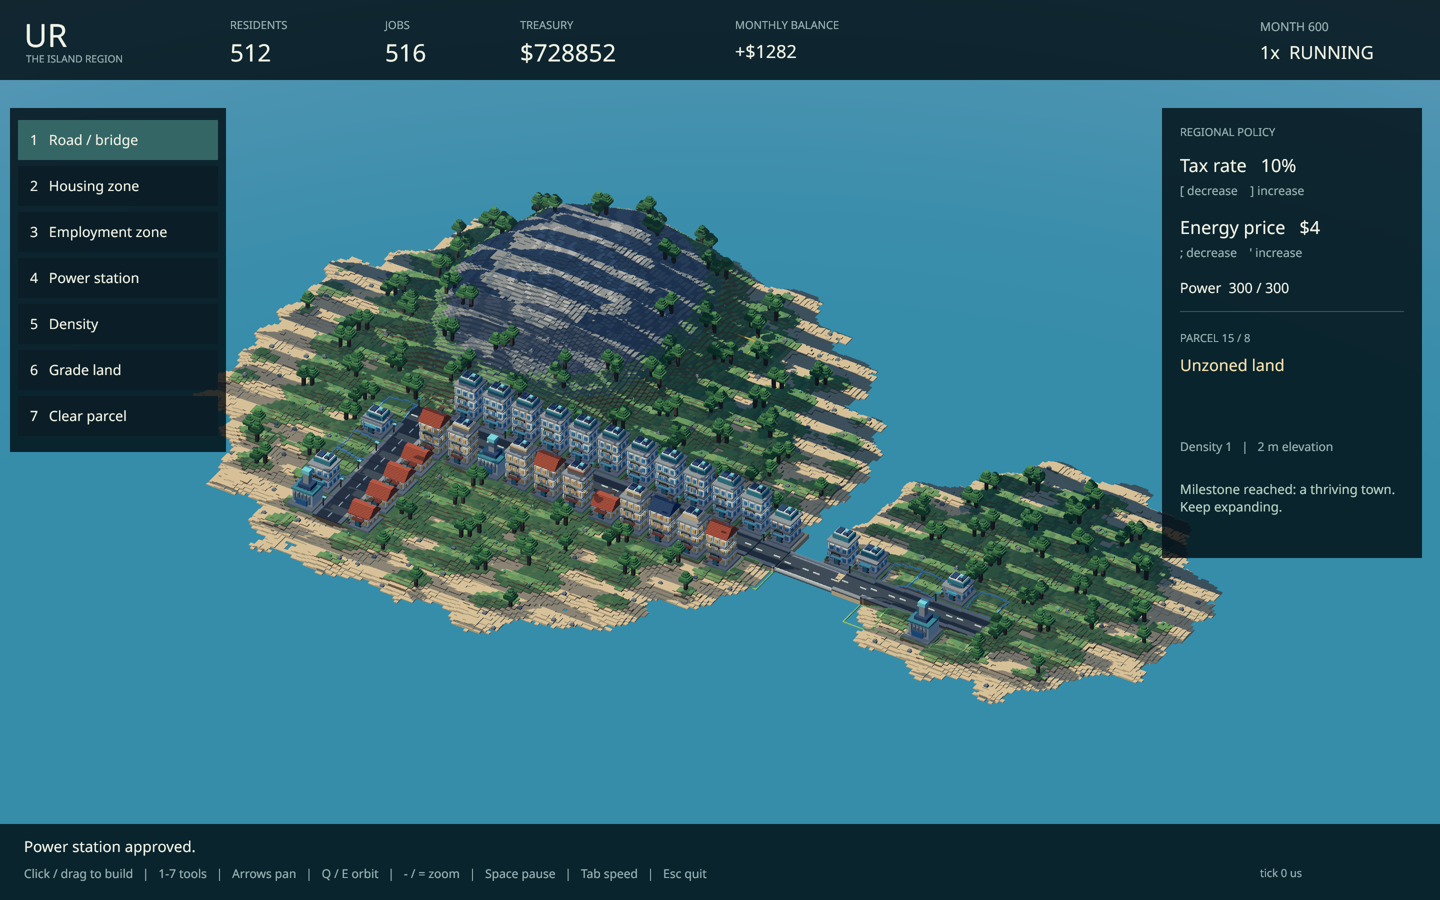 UR
THE ISLAND REGION
RESIDENTS
512
JOBS
516
TREASURY
$728852
MONTHLY BALANCE
+$1282
MONTH 600
1x RUNNING
1 Road / bridge
2 Housing zone
3 Employment zone
4 Power station
5 Density
6 Grade land
7 Clear parcel
REGIONAL POLICY
Tax rate 10%
[ decrease ] increase
Energy price $4
; decrease ' increase
Power 300 / 300
PARCEL 15 / 8
Unzoned land
Density 1 | 2 m elevation
Milestone reached: a thriving town.
Keep expanding.
Power station approved.
Click / drag to build | 1-7 tools | Arrows pan | Q / E orbit | - / = zoom | Space pause | Tab speed | Esc quit
tick 0 us